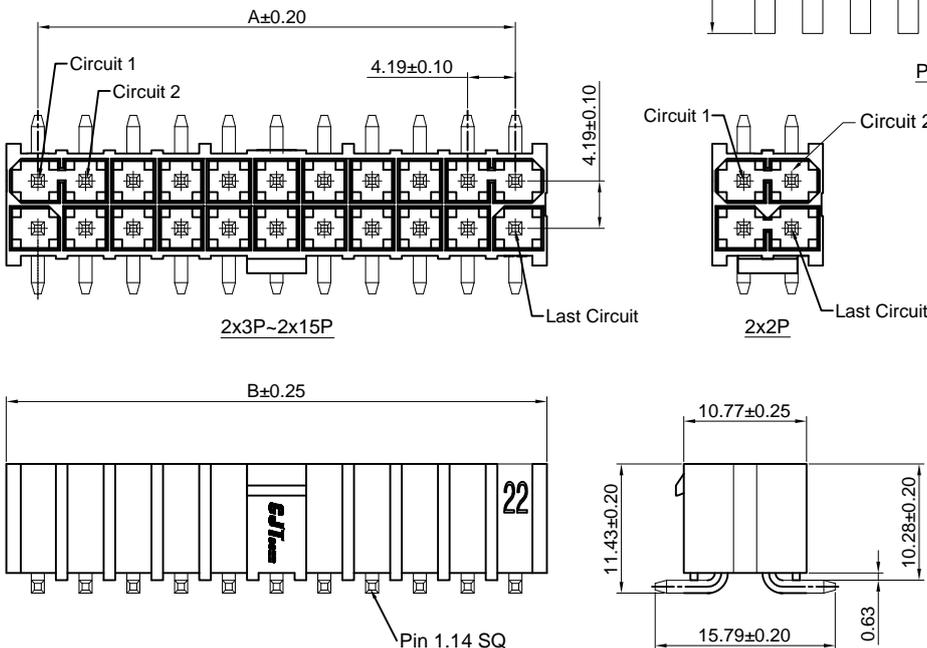 A±0.20
Circuit 1
Circuit 2
4.19±0.10
4.19±0.10
2x3P~2x15P
Last Circuit
P
Circuit 1
Circuit 2
2x2P
Last Circuit
B±0.25
22
CJT
Pin 1.14 SQ
10.77±0.25
11.43±0.20
10.28±0.20
0.63
15.79±0.20